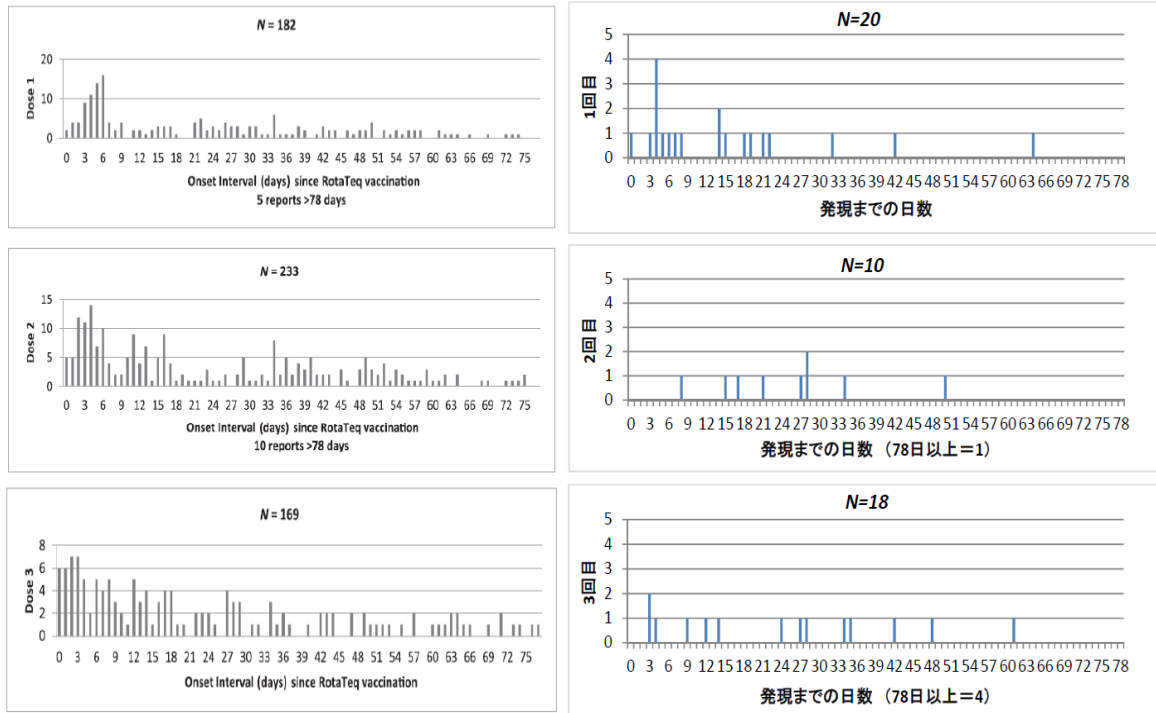 N = 182
20
10
0
Dose 1
0 3 6 9 12 15 18 21 24 27 30 33 36 39 42 45 48 51 54 57 60 63 66 69 72 75
Onset Interval (days) since RotaTeq vaccination
5 reports >78 days
N=20
5
4
3
2
1
0
1回目
0 3 6 9 12 15 18 21 24 27 30 33 36 39 42 45 48 51 54 57 60 63 66 69 72 75 78
発現までの日数
N = 233
15
10
5
0
Dose 2
0 3 6 9 12 15 18 21 24 27 30 33 36 39 42 45 48 51 54 57 60 63 66 69 72 75
Onset Interval (days) since RotaTeq vaccination
10 reports >78 days
N=10
5
4
3
2
1
0
2回目
0 3 6 9 12 15 18 21 24 27 30 33 36 39 42 45 48 51 54 57 60 63 66 69 72 75 78
発現までの日数 （78日以上＝1）
N = 169
8
6
4
2
0
Dose 3
0 3 6 9 12 15 18 21 24 27 30 33 36 39 42 45 48 51 54 57 60 63 66 69 72 75
Onset Interval (days) since RotaTeq vaccination
N=18
5
4
3
2
1
0
3回目
0 3 6 9 12 15 18 21 24 27 30 33 36 39 42 45 48 51 54 57 60 63 66 69 72 75 78
発現までの日数 （78日以上＝4）